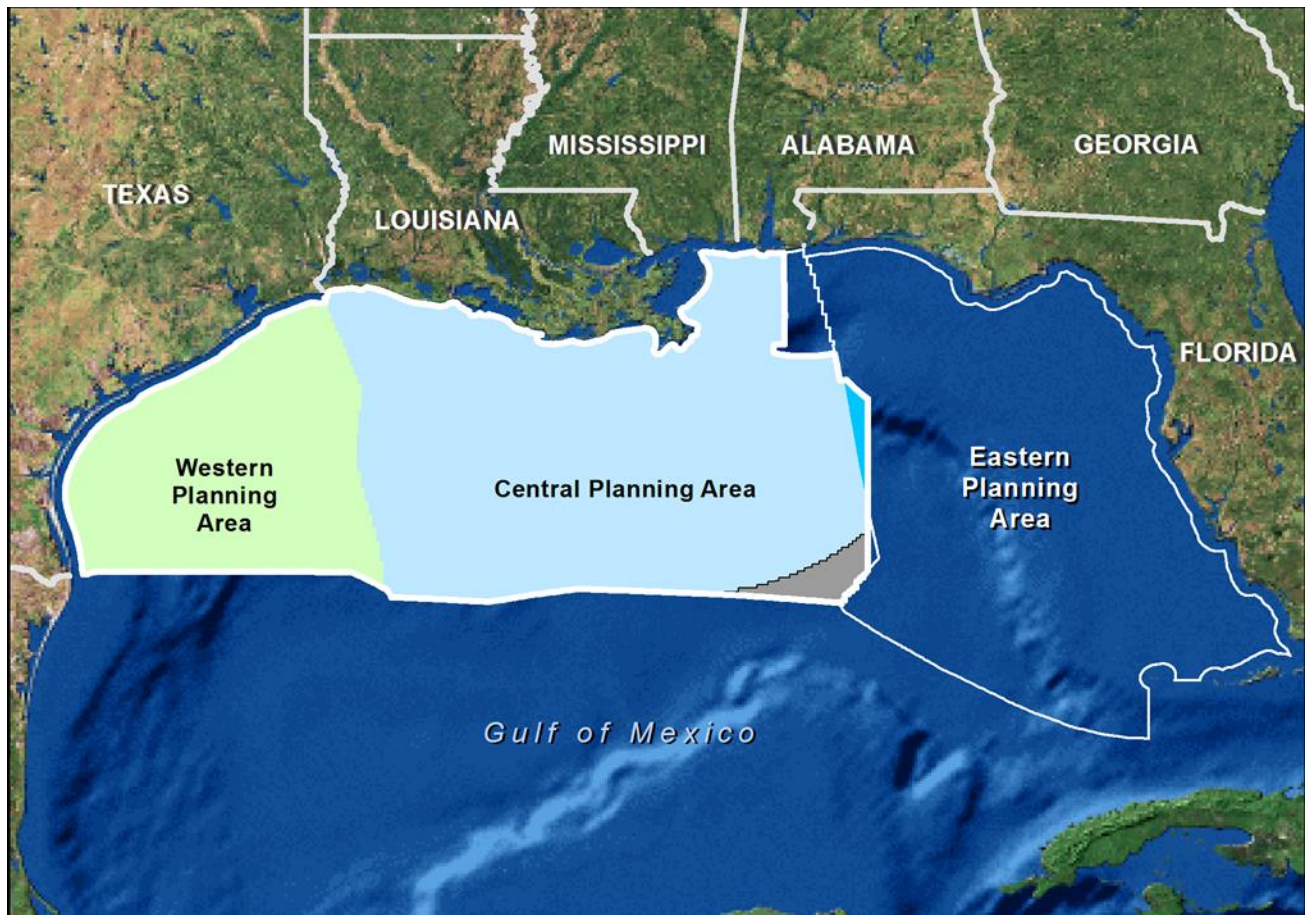 MISSISSIPPI
ALABAMA
GEORGIA
TEXAS
LOUISIANA
FLORIDA
Western
Planning
Area
Central Planning Area
Eastern
Planning
Area
Gulf of Mexico